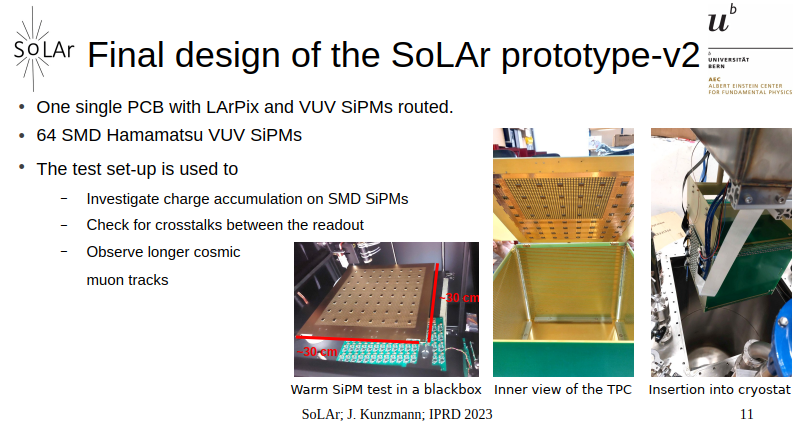 SoLAr
Final design of the SoLAr prototype-v2
u^b
UNIVERSITÄT
BERN
AEC
ALBERT EINSTEIN CENTER
FOR FUNDAMENTAL PHYSICS
• One single PCB with LArPix and VUV SiPMs routed.
• 64 SMD Hamamatsu VUV SiPMs
• The test set-up is used to
– Investigate charge accumulation on SMD SiPMs
– Check for crosstalks between the readout
– Observe longer cosmic
muon tracks
~30 cm
~30 cm
Warm SiPM test in a blackbox
Inner view of the TPC
Insertion into cryostat
SoLAr; J. Kunzmann; IPRD 2023
11